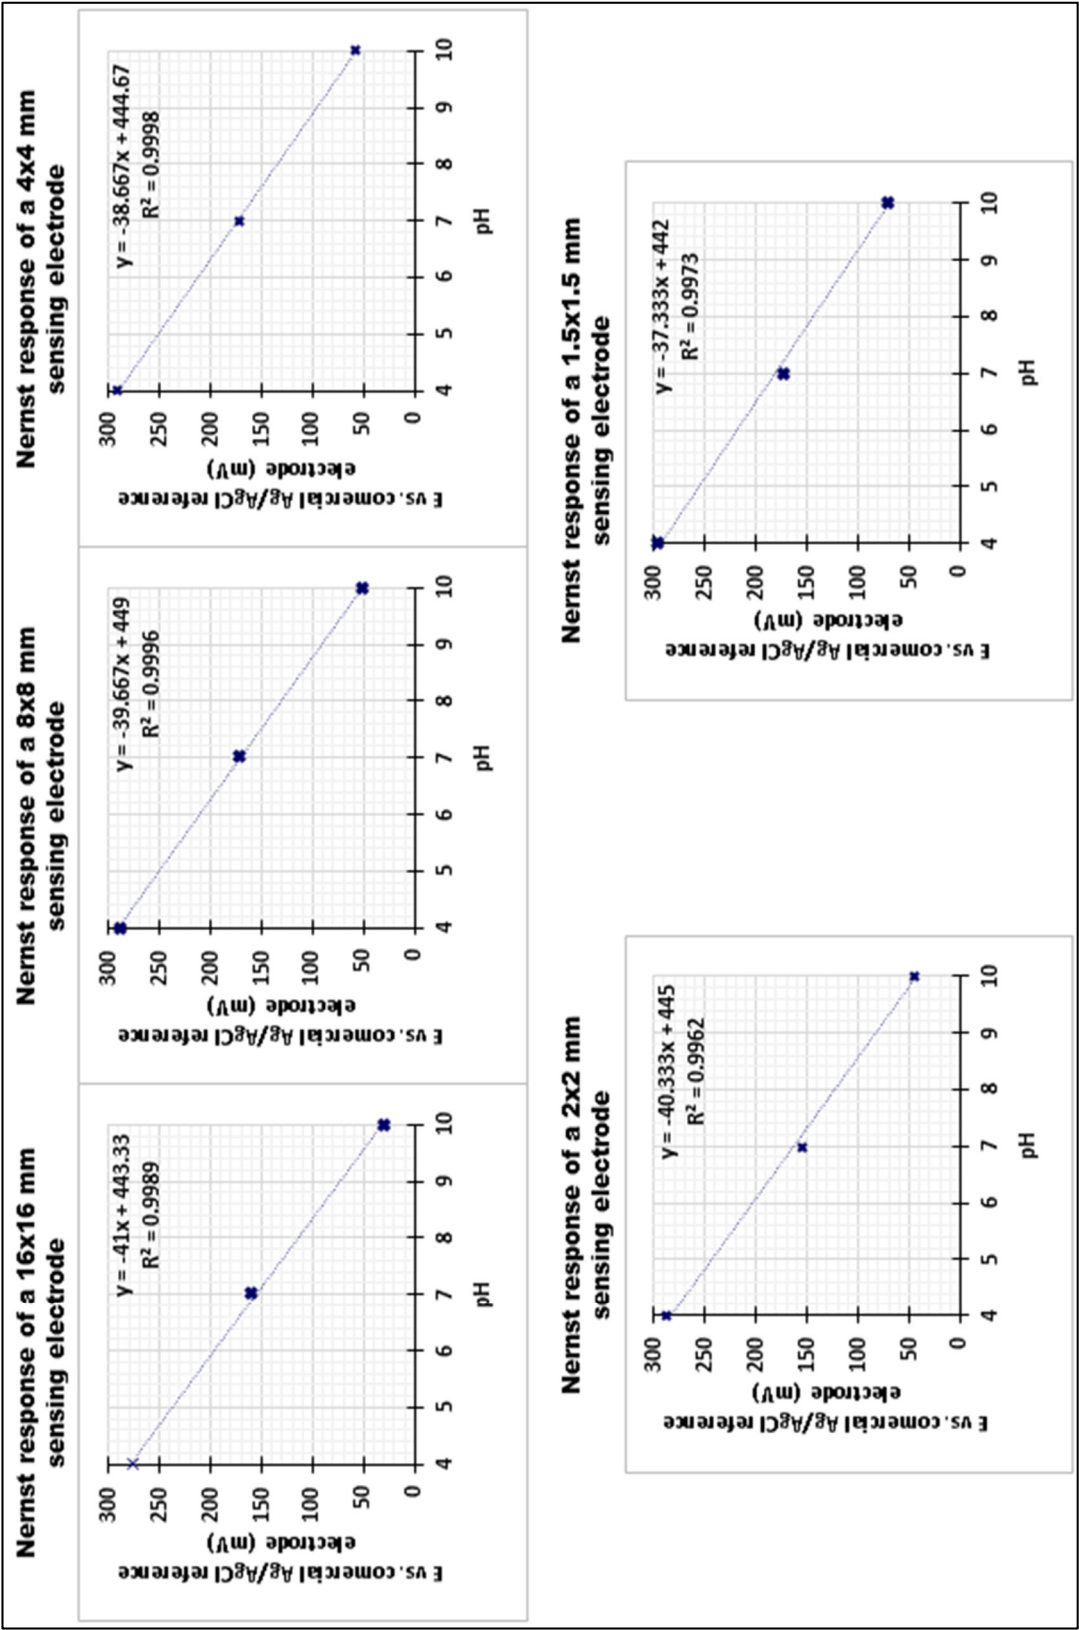 Nernst response of a 16x16 mm
sensing electrode
E vs. comercial Ag/AgCl reference
electrode (mV)
300
250
200
150
100
50
0
4
5
6
7
8
9
10
pH
y = -41x + 443.33
R² = 0.9989
Nernst response of a 8x8 mm
sensing electrode
E vs. comercial Ag/AgCl reference
electrode (mV)
300
250
200
150
100
50
0
4
5
6
7
8
9
10
pH
y = -39.667x + 449
R² = 0.9996
Nernst response of a 4x4 mm
sensing electrode
E vs. comercial Ag/AgCl reference
electrode (mV)
300
250
200
150
100
50
0
4
5
6
7
8
9
10
pH
y = -38.667x + 444.67
R² = 0.9998
Nernst response of a 2x2 mm
sensing electrode
E vs. comercial Ag/AgCl reference
electrode (mV)
300
250
200
150
100
50
0
4
5
6
7
8
9
10
pH
y = -40.333x + 445
R² = 0.9962
Nernst response of a 1.5x1.5 mm
sensing electrode
E vs. comercial Ag/AgCl reference
electrode (mV)
300
250
200
150
100
50
0
4
5
6
7
8
9
10
pH
y = -37.333x + 442
R² = 0.9973